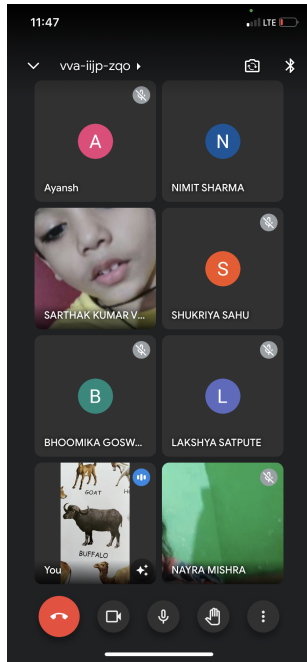 11:47
LTE
vva-iijp-zqo
A
Ayansh
N
NIMIT SHARMA
SARTHAK KUMAR V...
S
SHUKRIYA SAHU
B
BHOOMIKA GOSW...
L
LAKSHYA SATPUTE
GOAT
BUFFALO
You
NAYRA MISHRA